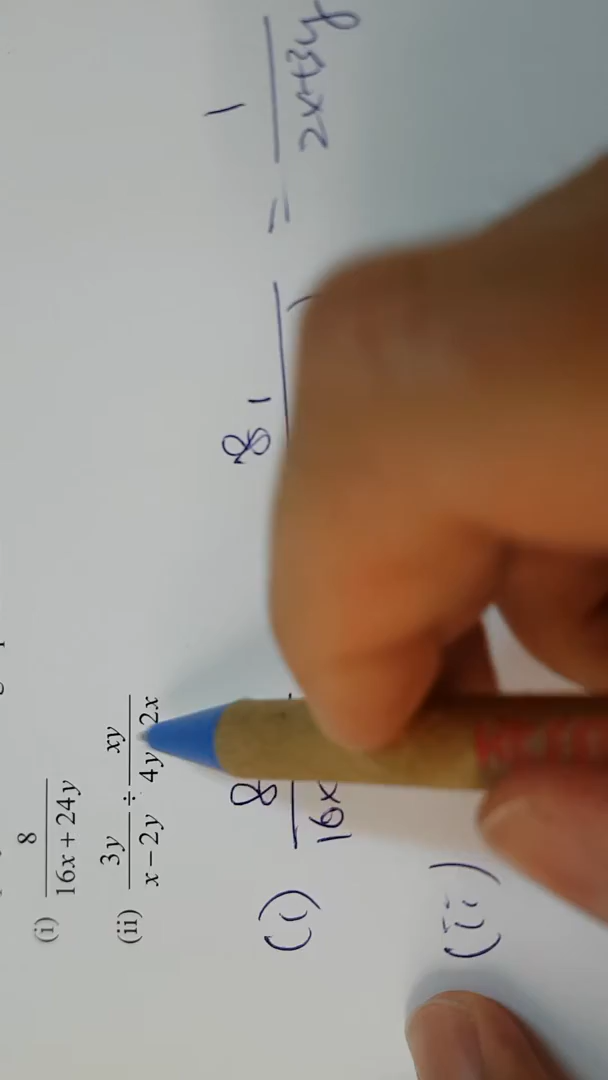 (i) 8/(16x + 24y)
(ii) 3y/(x − 2y) ÷ xy/(4y 2x)
(i) 8/16x 8 1 = 1/(2x+3y)
(ii)